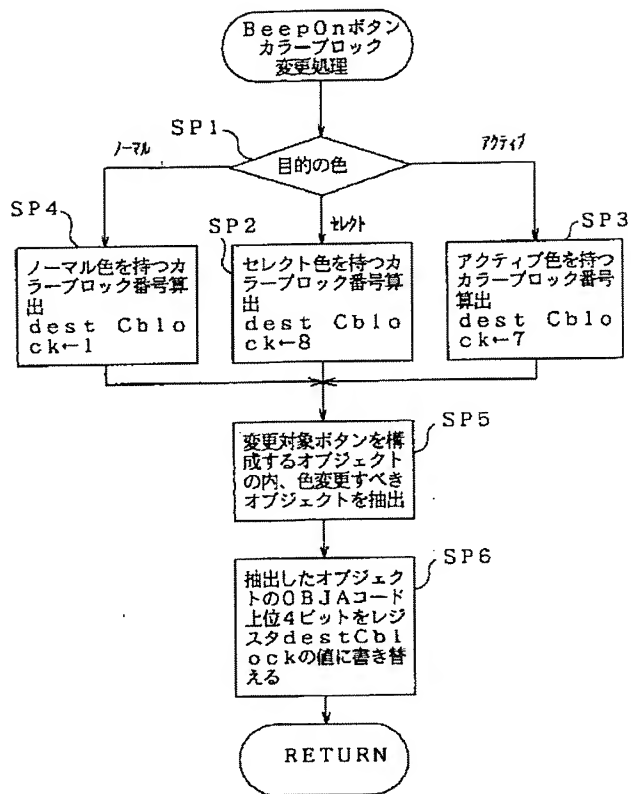 BeepOnボタン
カラーブロック
変更処理
SP1
ノーマル
アクティブ
目的の色
セレクト
SP4
ノーマル色を持つカ
ラーブロック番号算
出
dest Cblo
ck←1
SP2
セレクト色を持つカ
ラーブロック番号算
出
dest Cblo
ck←8
SP3
アクティブ色を持つ
カラーブロック番号
算出
dest Cblo
ck←7
SP5
変更対象ボタンを構
成するオブジェクト
の内、色変更すべき
オブジェクトを抽出
SP6
抽出したオブジェク
トのOBJAコード
上位4ビットをレジ
スタdestCbl
ockの値に書き替
える
RETURN